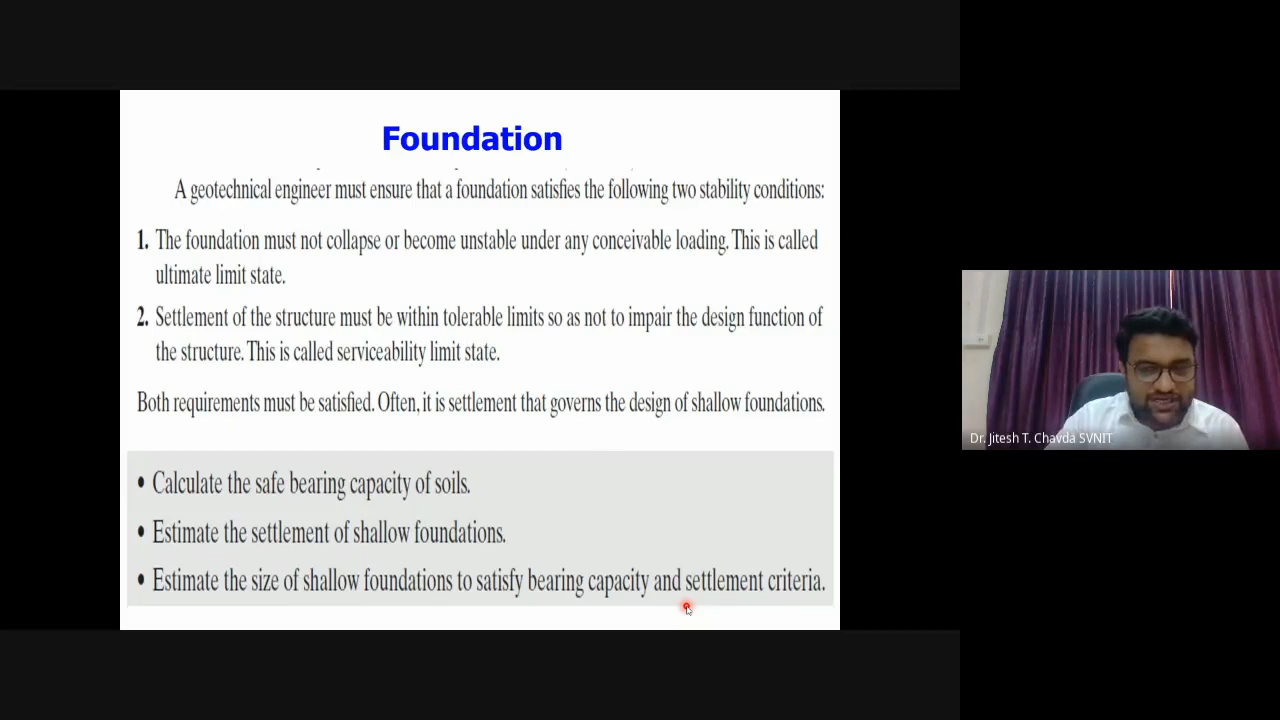 Foundation
A geotechnical engineer must ensure that a foundation satisfies the following two stability conditions:
1. The foundation must not collapse or become unstable under any conceivable loading. This is called
ultimate limit state.
2. Settlement of the structure must be within tolerable limits so as not to impair the design function of
the structure. This is called serviceability limit state.
Both requirements must be satisfied. Often, it is settlement that governs the design of shallow foundations.
• Calculate the safe bearing capacity of soils.
• Estimate the settlement of shallow foundations.
• Estimate the size of shallow foundations to satisfy bearing capacity and settlement criteria.
Dr. Jitesh T. Chavda SVNIT